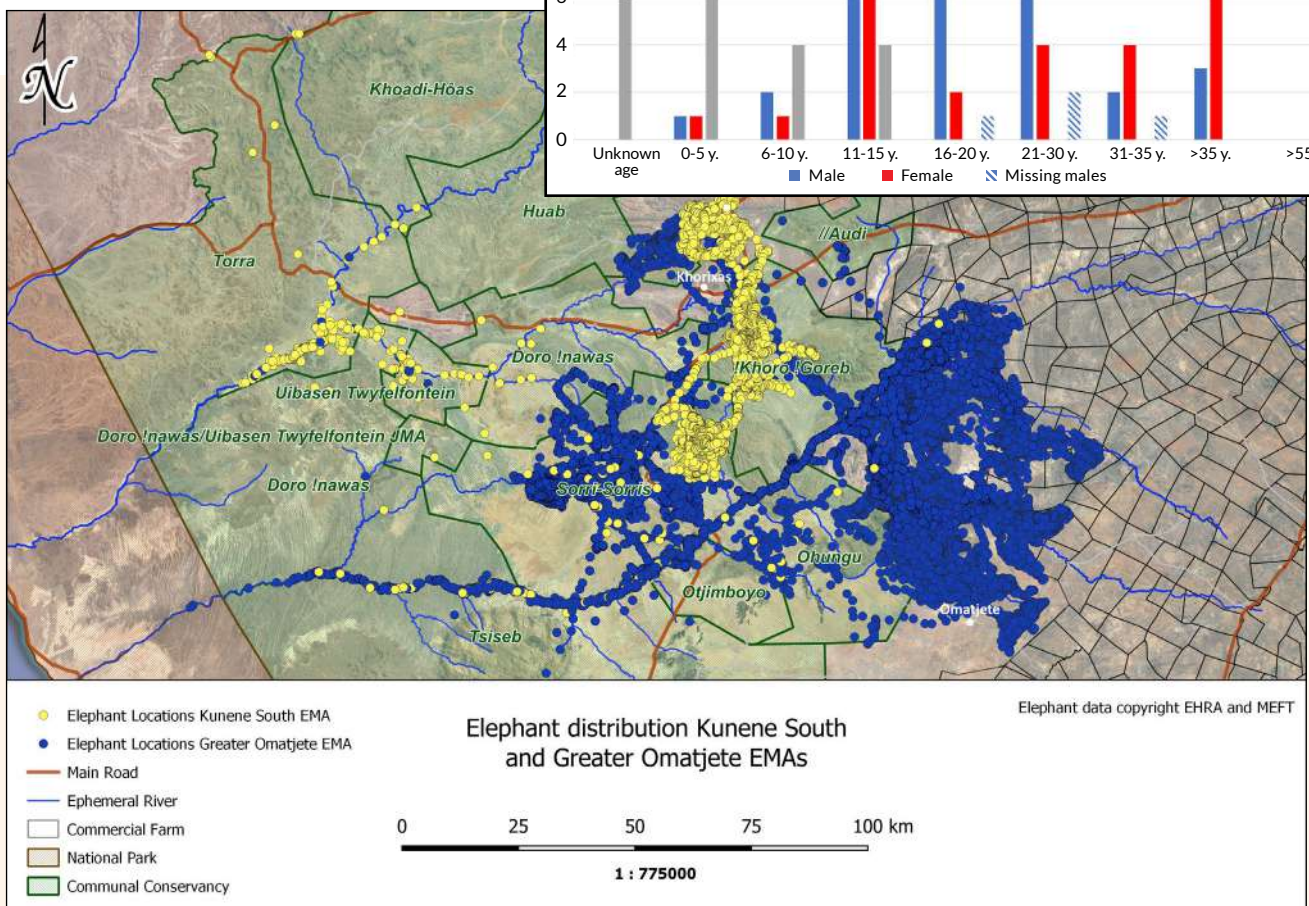 4
2
0
Unknown age
0-5 y.
6-10 y.
11-15 y.
16-20 y.
21-30 y.
31-35 y.
>35 y.
>55
Male
Female
Missing males
N
Khoadi-Hôas
Huab
//Audi
Torra
Khorixas
Doro !nawas
!Khoro !Goreb
Uibasen Twyfelfontein
Doro !nawas/Uibasen Twyfelfontein JMA
Doro !nawas
Sorri-Sorris
Ohungu
Otjimboyo
Omatjete
Tsiseb
Elephant Locations Kunene South EMA
Elephant Locations Greater Omatjete EMA
Main Road
Ephemeral River
Commercial Farm
National Park
Communal Conservancy
Elephant distribution Kunene South
and Greater Omatjete EMAs
0 25 50 75 100 km
1 : 775000
Elephant data copyright EHRA and MEFT